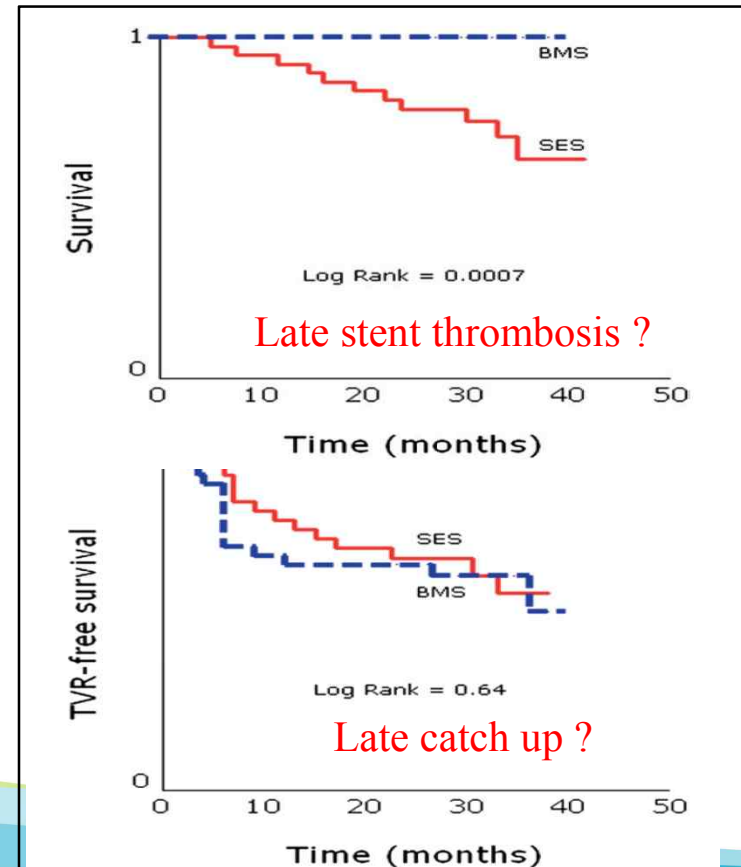 1
BMS
SES
Survival
Log Rank = 0.0007
Late stent thrombosis ?
0
0 10 20 30 40 50
Time (months)
SES
BMS
TVR-free survival
Log Rank = 0.64
Late catch up ?
0
0 10 20 30 40 50
Time (months)